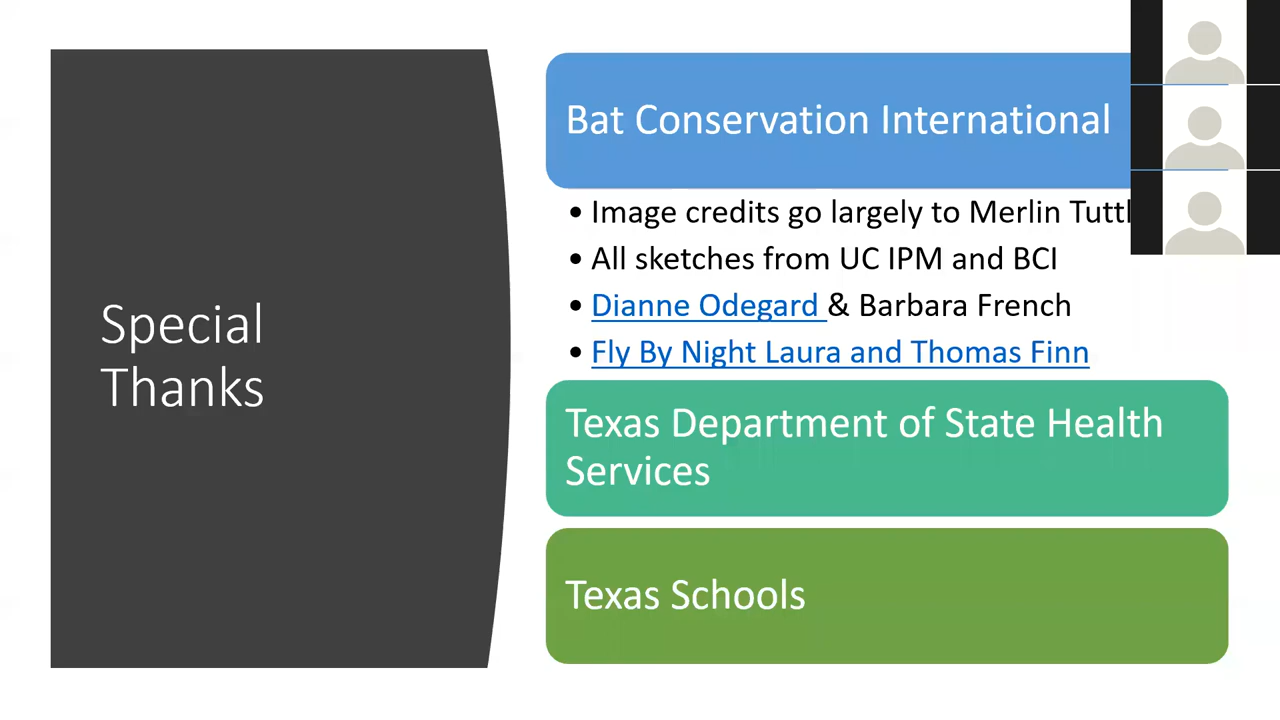 Special
Thanks
Bat Conservation International
• Image credits go largely to Merlin
• All sketches from UC IPM and BCI
• Dianne Odegard & Barbara French
• Fly By Night Laura and Thomas Finn
Texas Department of State Health
Services
Texas Schools